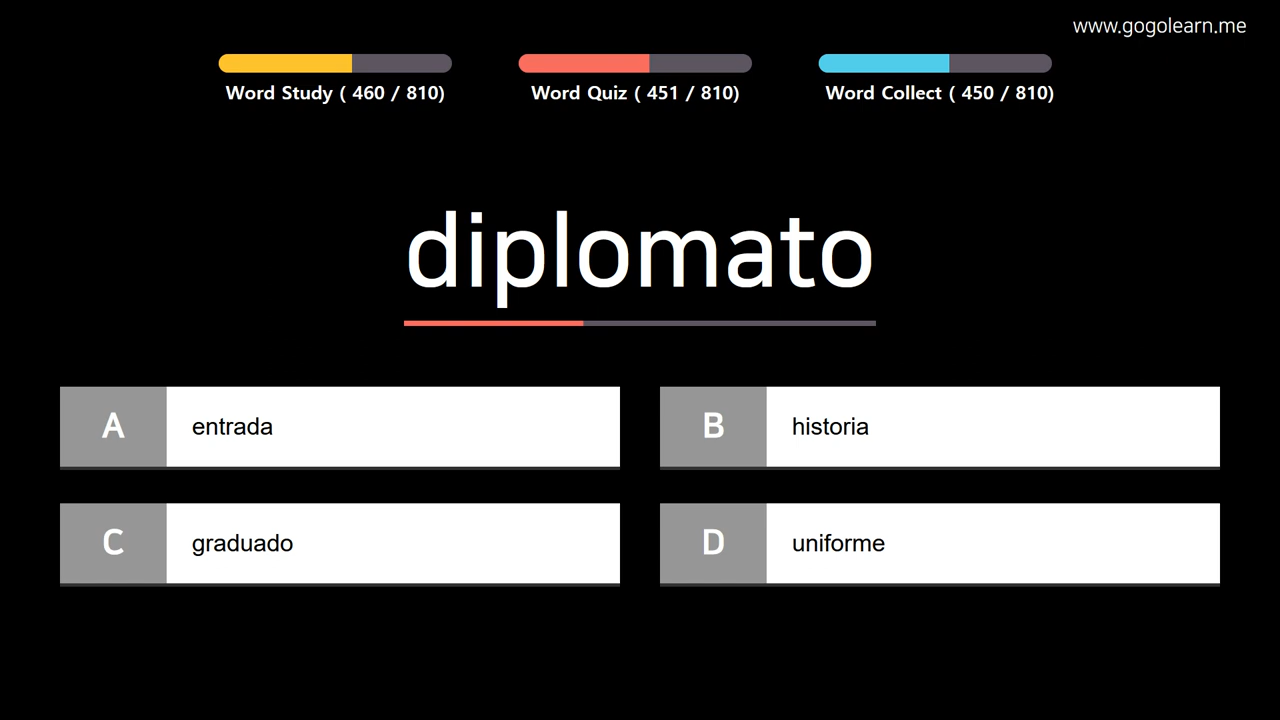 www.gogolearn.me
Word Study ( 460 / 810)
Word Quiz ( 451 / 810)
Word Collect ( 450 / 810)
diplomato
A entrada
B historia
C graduado
D uniforme